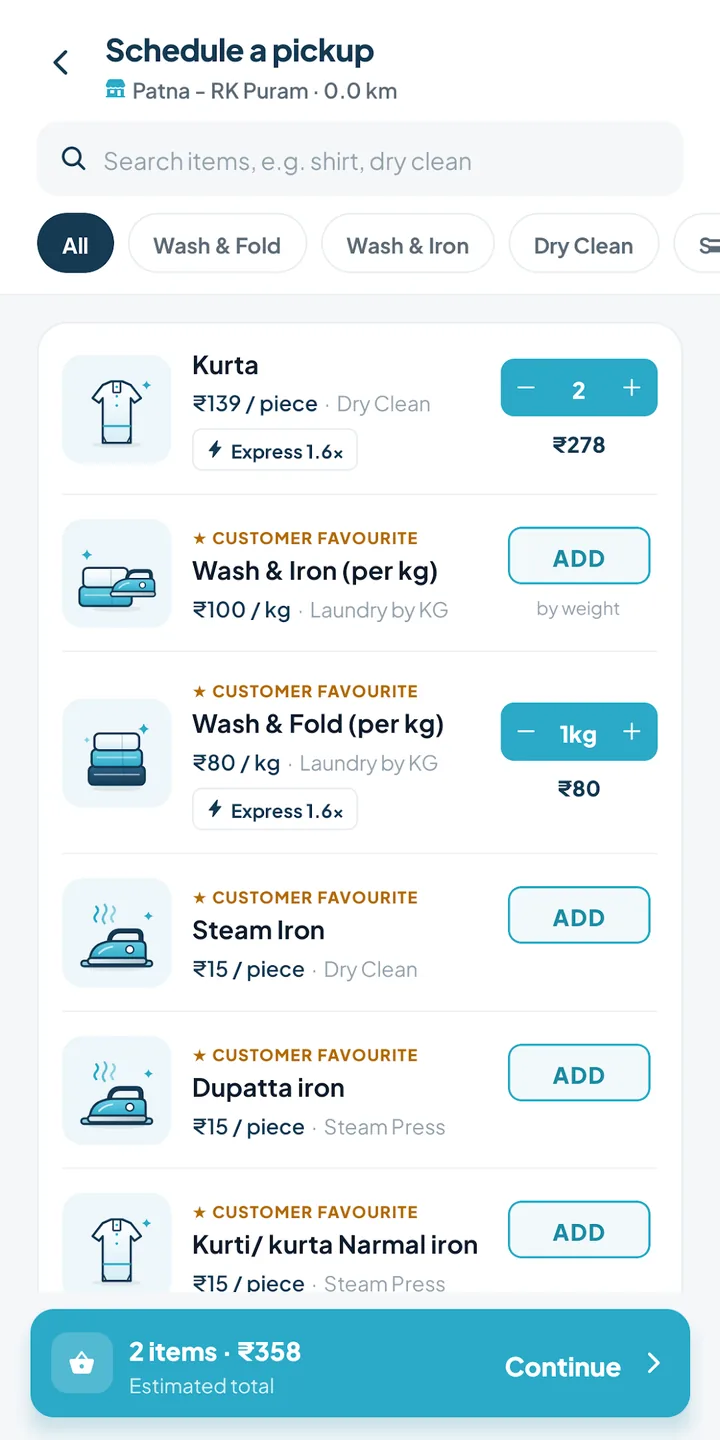 Schedule a pickup
Patna - RK Puram · 0.0 km
Search items, e.g. shirt, dry clean
All
Wash & Fold
Wash & Iron
Dry Clean
Kurta
₹139 / piece · Dry Clean
Express 1.6×
− 2 +
₹278
★ CUSTOMER FAVOURITE
Wash & Iron (per kg)
₹100 / kg · Laundry by KG
ADD
by weight
★ CUSTOMER FAVOURITE
Wash & Fold (per kg)
₹80 / kg · Laundry by KG
Express 1.6×
− 1kg +
₹80
★ CUSTOMER FAVOURITE
Steam Iron
₹15 / piece · Dry Clean
ADD
★ CUSTOMER FAVOURITE
Dupatta iron
₹15 / piece · Steam Press
ADD
★ CUSTOMER FAVOURITE
Kurti/ kurta Narmal iron
₹15 / piece · Steam Press
ADD
2 items · ₹358
Estimated total
Continue